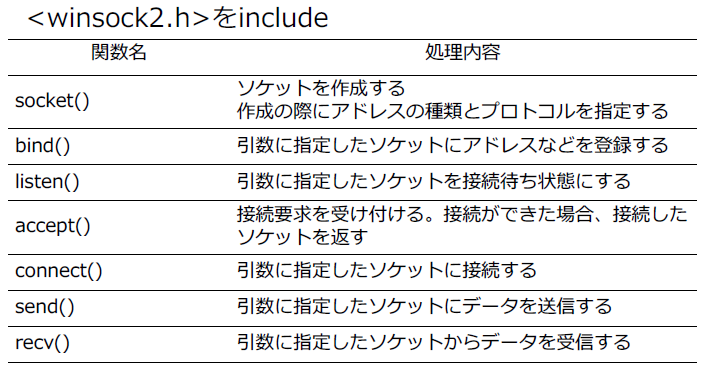 <winsock2.h>をinclude
関数名 処理内容
socket() ソケットを作成する
作成の際にアドレスの種類とプロトコルを指定する
bind() 引数に指定したソケットにアドレスなどを登録する
listen() 引数に指定したソケットを接続待ち状態にする
accept() 接続要求を受け付ける。接続ができた場合、接続した
ソケットを返す
connect() 引数に指定したソケットに接続する
send() 引数に指定したソケットにデータを送信する
recv() 引数に指定したソケットからデータを受信する